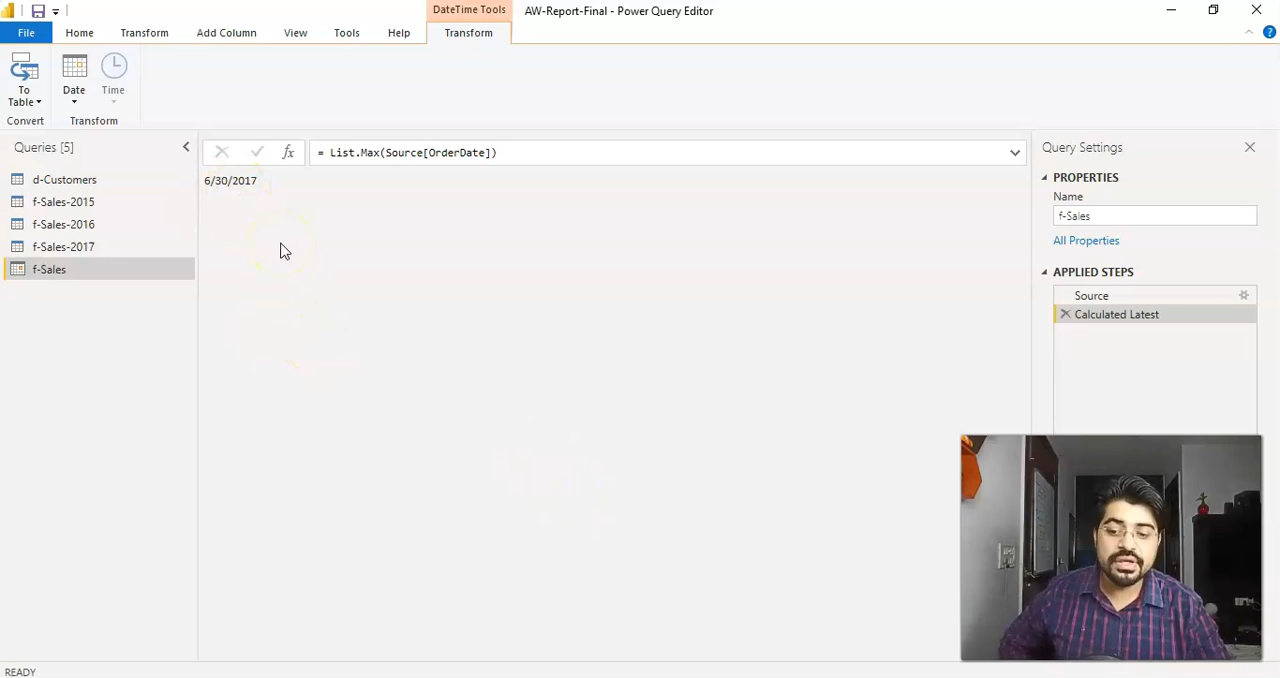 DateTime Tools
AW-Report-Final - Power Query Editor
File
Home
Transform
Add Column
View
Tools
Help
Transform
To
Table
Date
Time
Convert
Transform
Queries [5]
fx
= List.Max(Source[OrderDate])
6/30/2017
d-Customers
f-Sales-2015
f-Sales-2016
f-Sales-2017
f-Sales
Query Settings
PROPERTIES
Name
f-Sales
All Properties
APPLIED STEPS
Source
Calculated Latest
READY